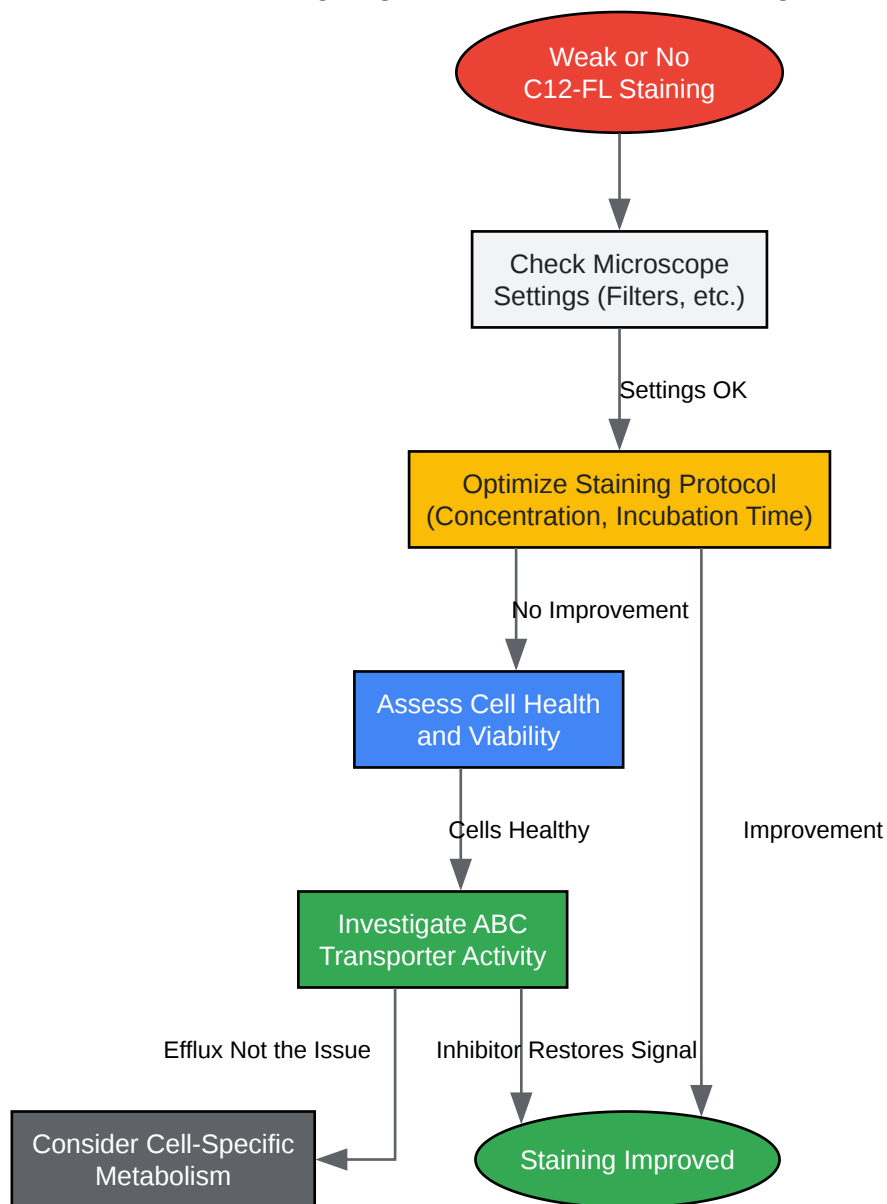 Weak or No
C12-FL Staining
Check Microscope
Settings (Filters, etc.)
Settings OK
Optimize Staining Protocol
(Concentration, Incubation Time)
No Improvement
Assess Cell Health
and Viability
Cells Healthy
Improvement
Investigate ABC
Transporter Activity
Efflux Not the Issue
Inhibitor Restores Signal
Consider Cell-Specific
Metabolism
Staining Improved